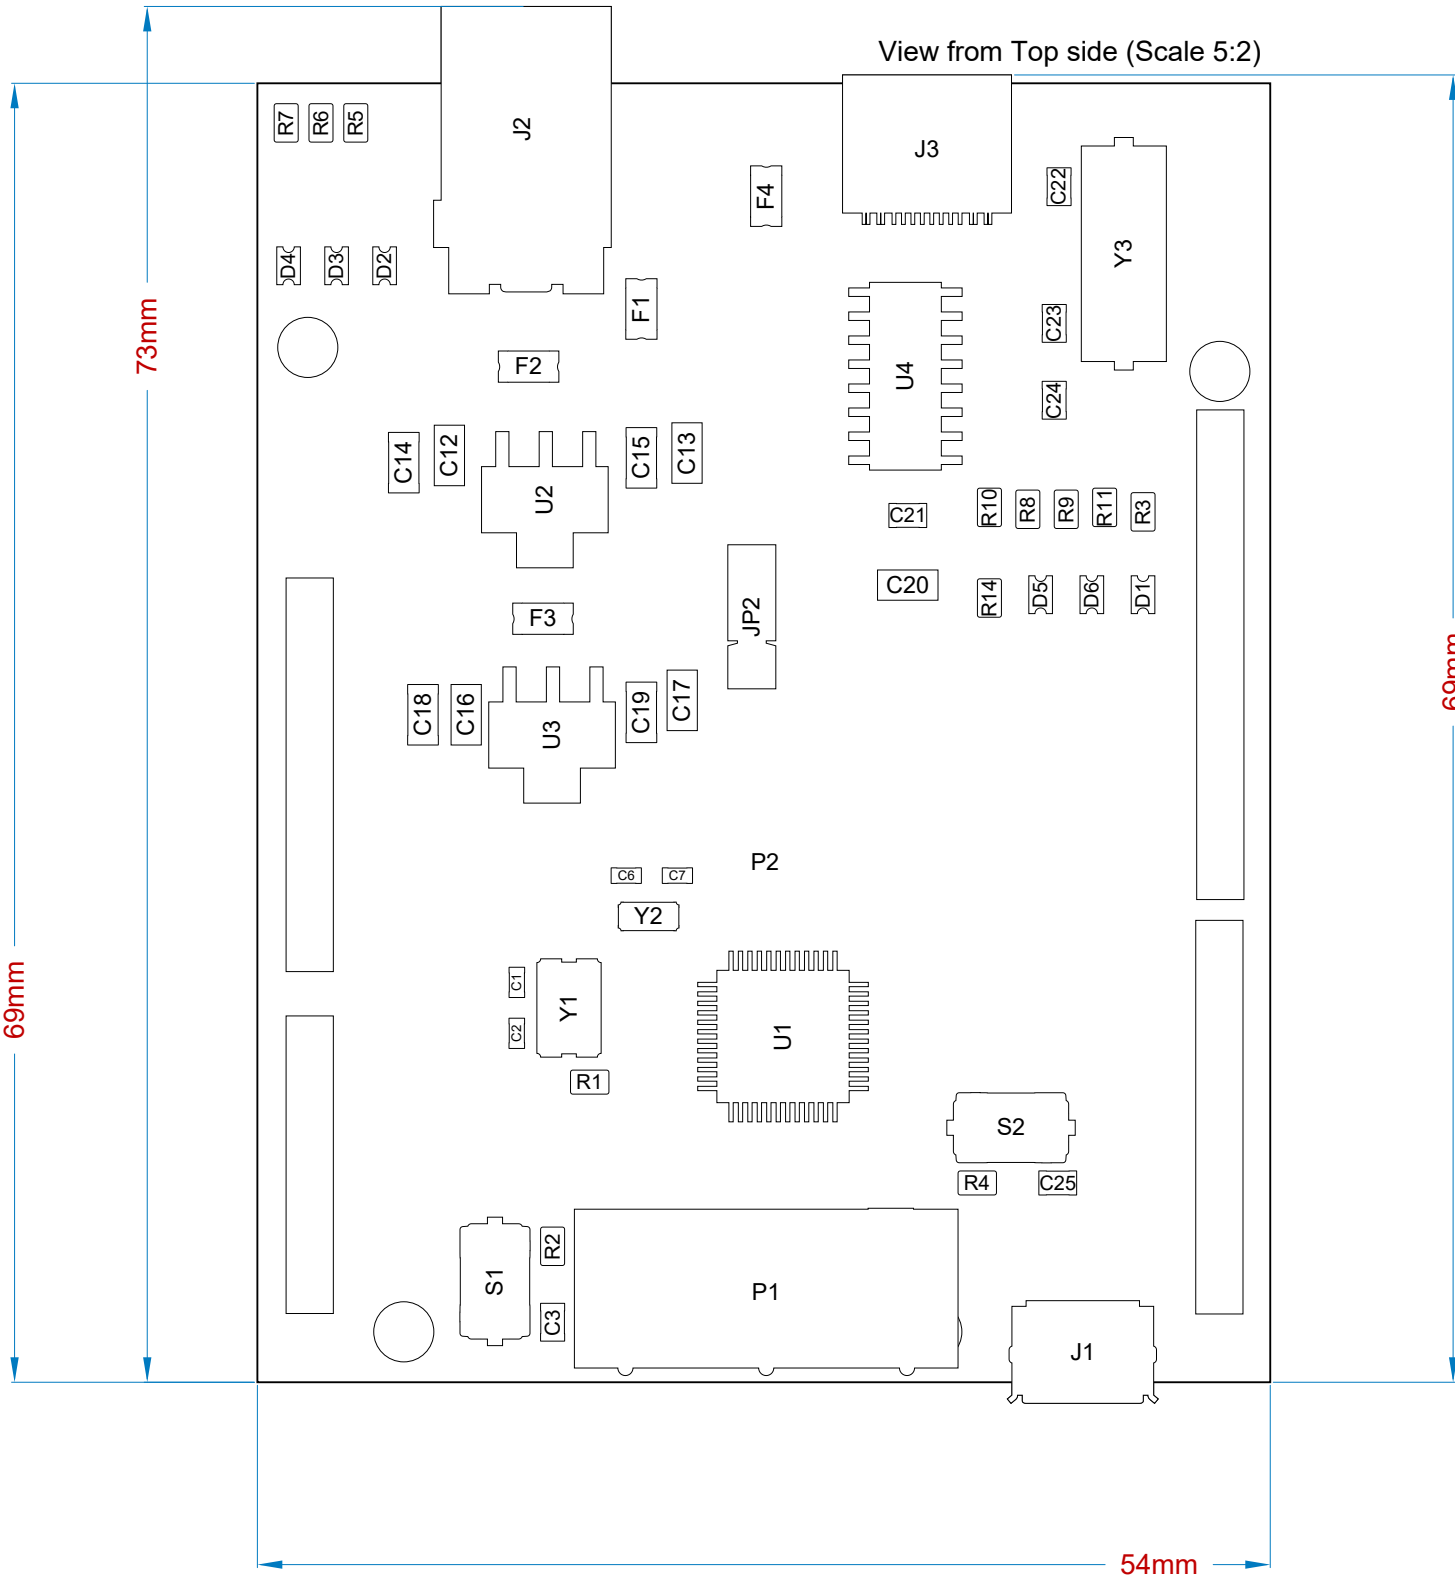 View from Top side (Scale 5:2)
R7
R6
R5
J2
J3
F4
C22
Y3
D4
D3
D2
F1
73mm
C23
F2
U4
C24
C14
C12
C15
C13
U2
C21
R10
R8
R9
R11
R3
C20
R14
D5
D6
D1
F3
JP2
69mm
C18
C16
C19
C17
U3
P2
C6
C7
Y2
69mm
C1
C2
Y1
U1
R1
S2
R4
C25
S1
R2
C3
P1
J1
54mm